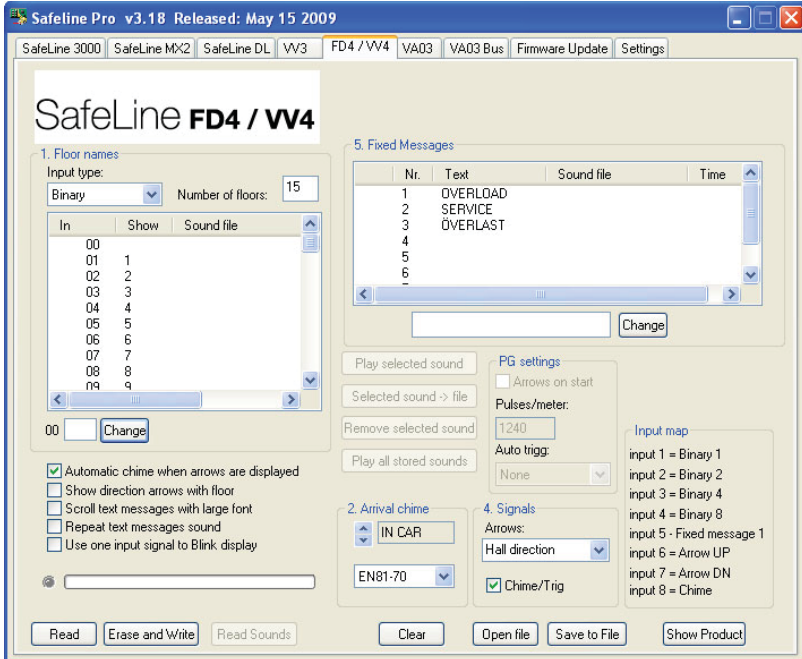 Safeline Pro v3.18 Released: May 15 2009
SafeLine 3000 SafeLine MX2 SafeLine DL VV3 FD4 / VV4 VA03 VA03 Bus Firmware Update Settings
SafeLine FD4 / VV4
1. Floor names
Input type:
Binary Number of floors: 15
In Show Sound file
00
01 1
02 2
03 3
04 4
05 5
06 6
07 7
08 8
09 9
00 Change
Automatic chime when arrows are displayed
Show direction arrows with floor
Scroll text messages with large font
Repeat text messages sound
Use one input signal to Blink display
5. Fixed Messages
Nr. Text Sound file Time
1 OVERLOAD
2 SERVICE
3 ÖVERLAST
4
5
6
Change
Play selected sound
Selected sound -> file
Remove selected sound
Play all stored sounds
PG settings
Arrows on start
Pulses/meter:
1240
Auto trigg:
None
2. Arrival chime
IN CAR
EN81-70
4. Signals
Arrows:
Hall direction
Chime/Trig
Input map
input 1 = Binary 1
input 2 = Binary 2
input 3 = Binary 4
input 4 = Binary 8
input 5 - Fixed message 1
input 6 = Arrow UP
input 7 = Arrow DN
input 8 = Chime
Read Erase and Write Read Sounds Clear Open file Save to File Show Product